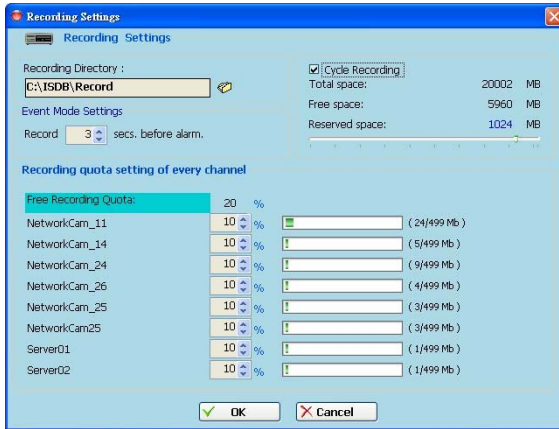 Recording Settings
Recording Settings
Recording Directory :
C:\ISDB\Record
Event Mode Settings
Record 3 secs. before alarm.
Cycle Recording
Total space: 20002 MB
Free space: 5960 MB
Reserved space: 1024 MB
Recording quota setting of every channel
Free Recording Quota: 20 %
NetworkCam_11 10 % ( 24/499 Mb )
NetworkCam_14 10 % ( 5/499 Mb )
NetworkCam_24 10 % ( 9/499 Mb )
NetworkCam_26 10 % ( 4/499 Mb )
NetworkCam_25 10 % ( 3/499 Mb )
NetworkCam25 10 % ( 3/499 Mb )
Server01 10 % ( 1/499 Mb )
Server02 10 % ( 1/499 Mb )
OK Cancel